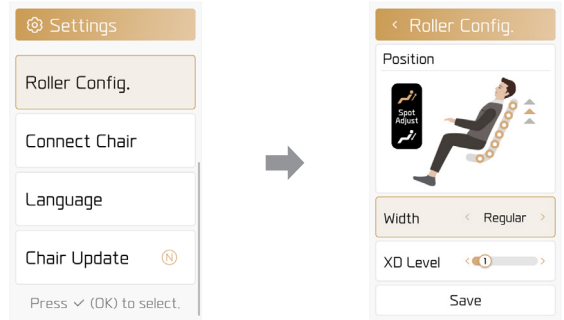 Settings
Roller Config.
Connect Chair
Language
Chair Update N
Press ✓ (OK) to select.
< Roller Config.
Position
Spot
Adjust
Width < Regular >
XD Level < 1 >
Save